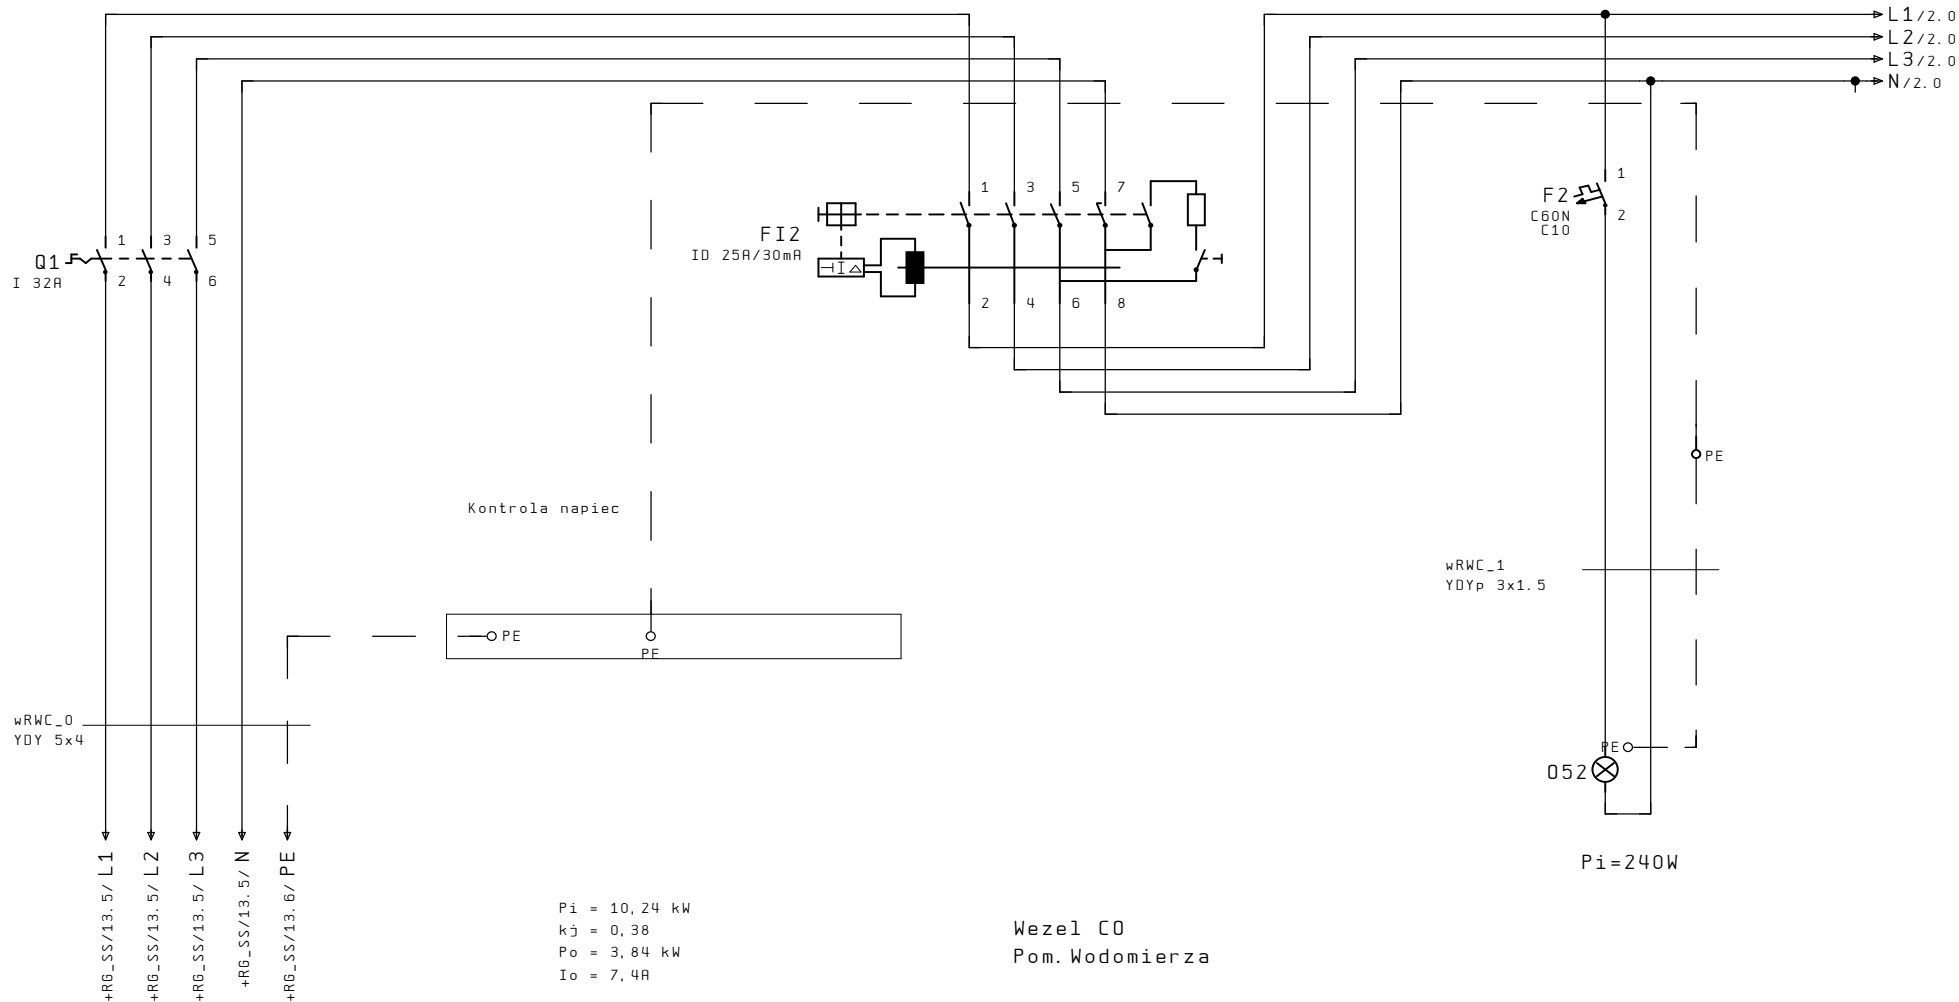 L1/2.0
L2/2.0
L3/2.0
N/2.0
1 3 5 7
FI2
ID 25A/30mA
I
2 4 6 8
F2
C60N
C10
1
2
Q1
I 32A
1 3 5
2 4 6
PE
Kontrola napiec
wRWC_1
YDYp 3x1.5
PE
PE
wRWC_0
YDY 5x4
PE
O52
Pi=240W
+RG_SS/13.5/ L1
+RG_SS/13.5/ L2
+RG_SS/13.5/ L3
+RG_SS/13.5/ N
+RG_SS/13.6/ PE
Pi = 10,24 kW
kj = 0,38
Po = 3,84 kW
Io = 7,4A
Wezel CO
Pom. Wodomierza